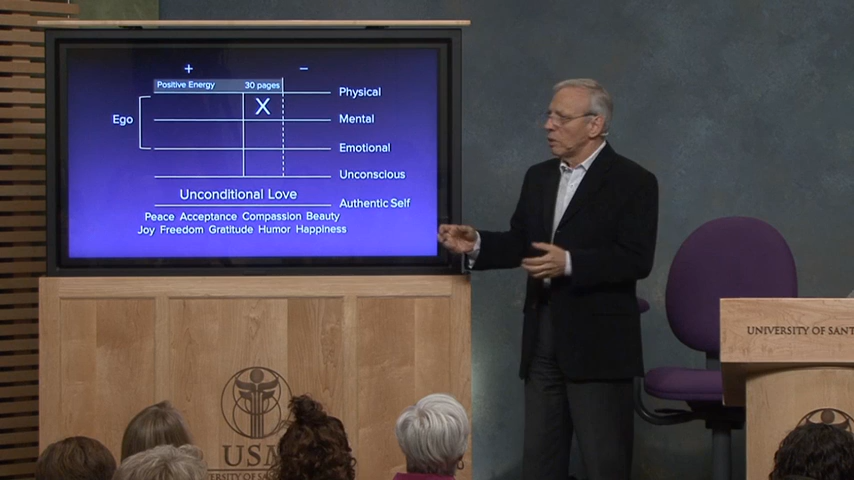 + −
Positive Energy 30 pages
Physical
X
Ego
Mental
Emotional
Unconscious
Unconditional Love
Authentic Self
Peace Acceptance Compassion Beauty
Joy Freedom Gratitude Humor Happiness
UNIVERSITY OF SANT
USM